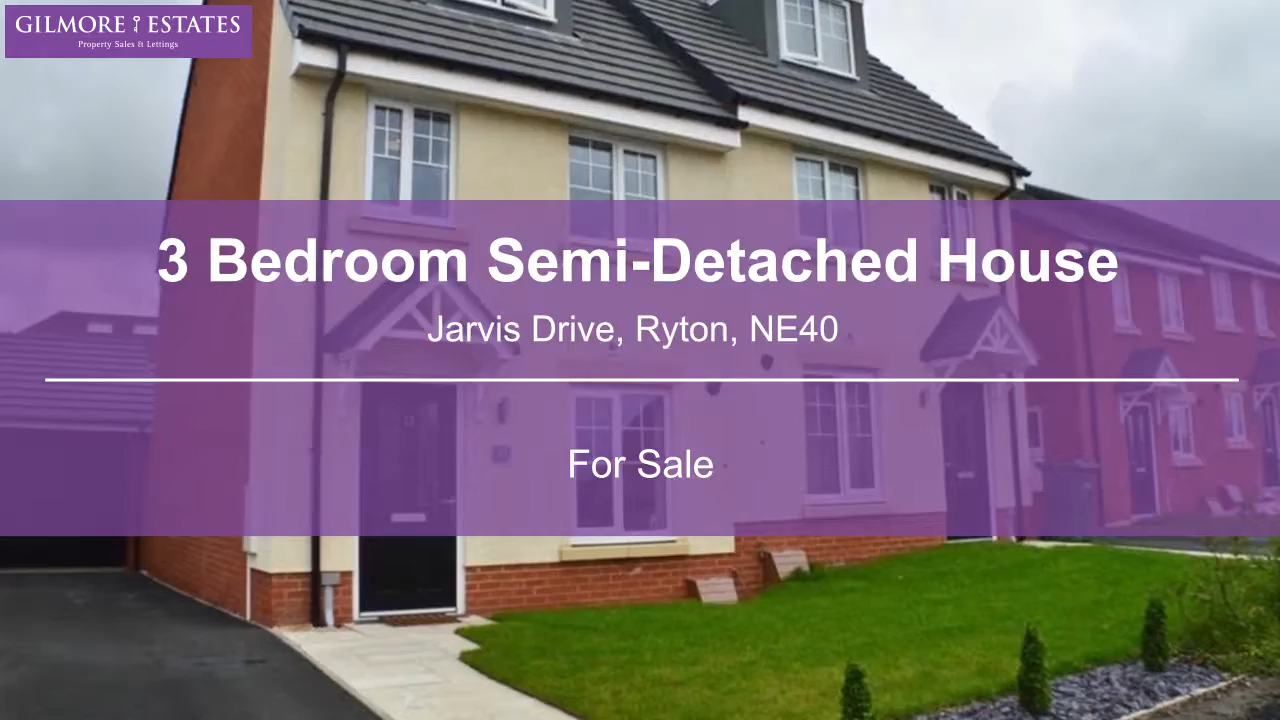 GILMORE ESTATES
Property Sales & Lettings
3 Bedroom Semi-Detached House
Jarvis Drive, Ryton, NE40
For Sale